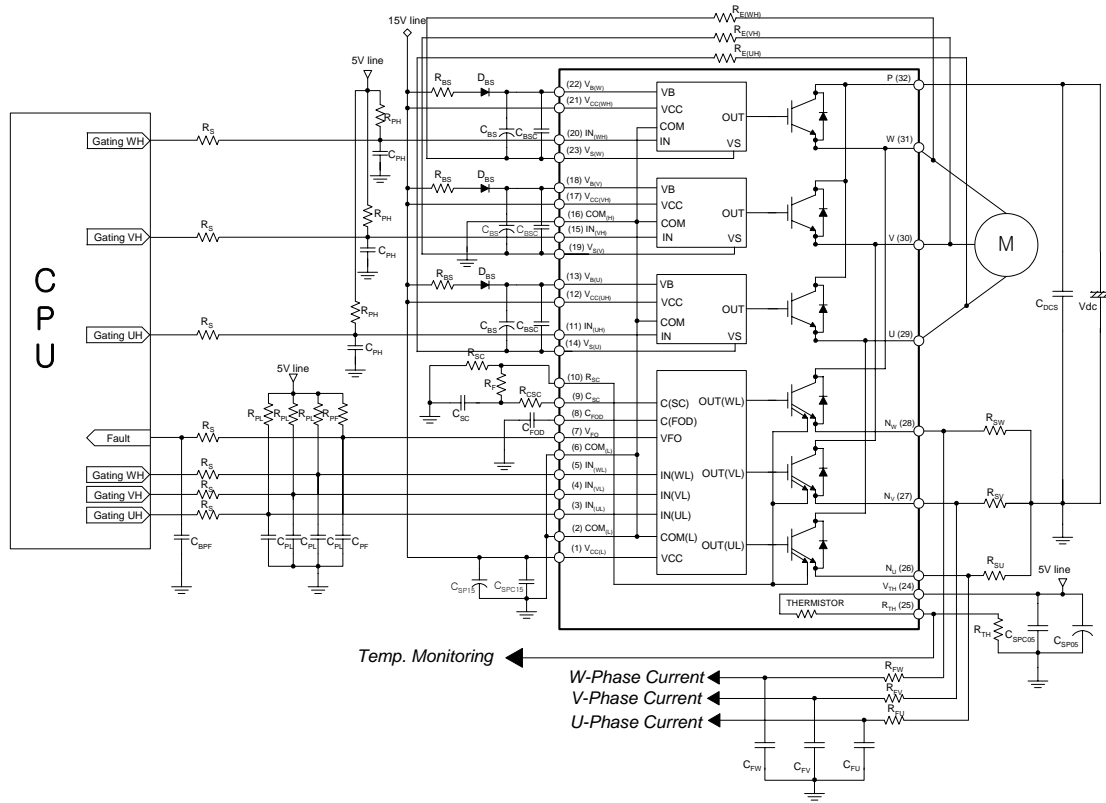 R_E(WH)
15V line
R_E(VH)
R_E(UH)
5V line
R_BS D_BS
(22) V_B(W) VB P (32)
(21) V_CC(WH) VCC
R_PH C_BS C_BSC COM OUT
R_S
Gating WH (20) IN_(WH) IN
(23) V_S(W) VS W (31)
C_PH
R_BS D_BS
(18) V_B(V) VB
(17) V_CC(VH) VCC
R_PH C_BS C_BSC (16) COM_(H) COM OUT
R_S
Gating VH (15) IN_(VH) IN V (30) M
C_PH (19) V_S(V) VS
R_BS D_BS
(13) V_B(U) VB
(12) V_CC(UH) VCC
R_PH C_BS C_BSC COM OUT C_DCS Vdc
R_S
Gating UH (11) IN_(UH) IN
(14) V_S(U) VS U (29)
C_PH
CPU
R_SC
5V line R_F (10) R_SC
R_CSC (9) C_SC C(SC) OUT(WL)
R_PL R_PL R_PL R_PF
C_SC C_FOD (8) C_FOD C(FOD)
R_S
Fault (7) V_FO VFO N_W (28) R_SW
(6) COM_(L)
R_S
Gating WH (5) IN_(WL) IN(WL) OUT(VL)
R_S
Gating VH (4) IN_(VL) IN(VL) N_V (27) R_SV
R_S
Gating UH (3) IN_(UL) IN(UL)
(2) COM_(L) COM(L) OUT(UL)
C_BPF C_PL C_PL C_PL C_PF
(1) V_CC(L) VCC
C_SP15 C_SPC15 N_U (26) R_SU
V_TH (24) 5V line
THERMISTOR R_TH (25)
R_TH C_SPC05 C_SP05
Temp. Monitoring
W-Phase Current R_FW
V-Phase Current R_FV
U-Phase Current R_FU
C_FW C_FV C_FU